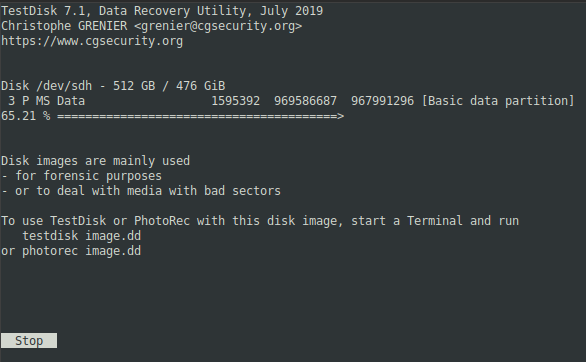 TestDisk 7.1, Data Recovery Utility, July 2019
Christophe GRENIER <grenier@cgsecurity.org>
https://www.cgsecurity.org
Disk /dev/sdh - 512 GB / 476 GiB
3 P MS Data 1595392 969586687 967991296 [Basic data partition]
65.21 % ========================================>
Disk images are mainly used
- for forensic purposes
- or to deal with media with bad sectors
To use TestDisk or PhotoRec with this disk image, start a Terminal and run
testdisk image.dd
or photorec image.dd
Stop